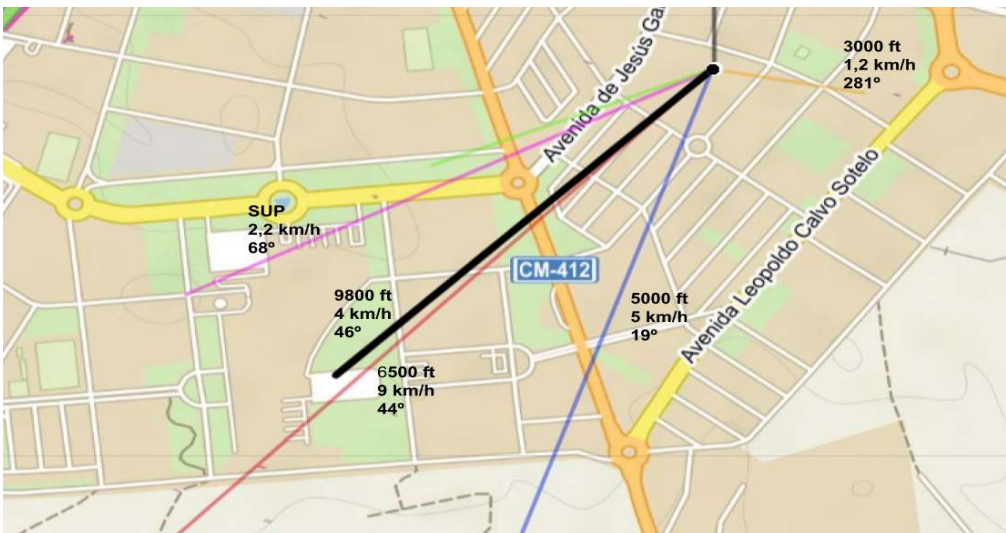 Avenida de Jesús Ga
3000 ft
1,2 km/h
281º
SUP
2,2 km/h
68º
CM-412
9800 ft
4 km/h
46º
5000 ft
5 km/h
19º
Avenida Leopoldo Calvo Sotelo
6500 ft
9 km/h
44º